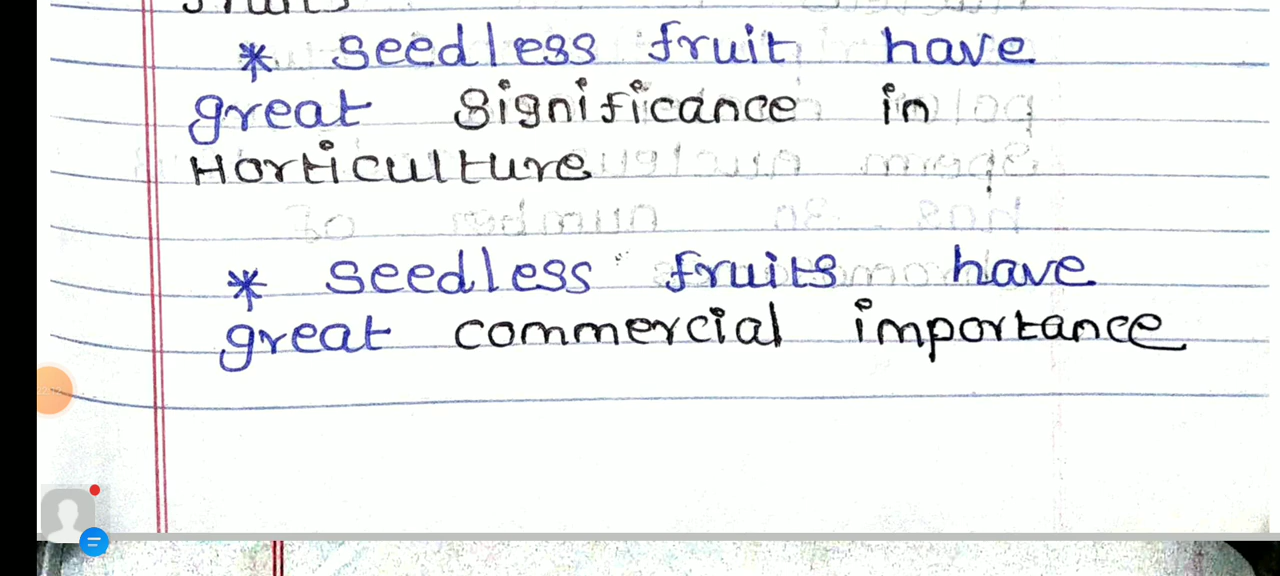 * Seedless fruit have
great Significance in
Horticulture
* Seedless fruits have
great commercial importance